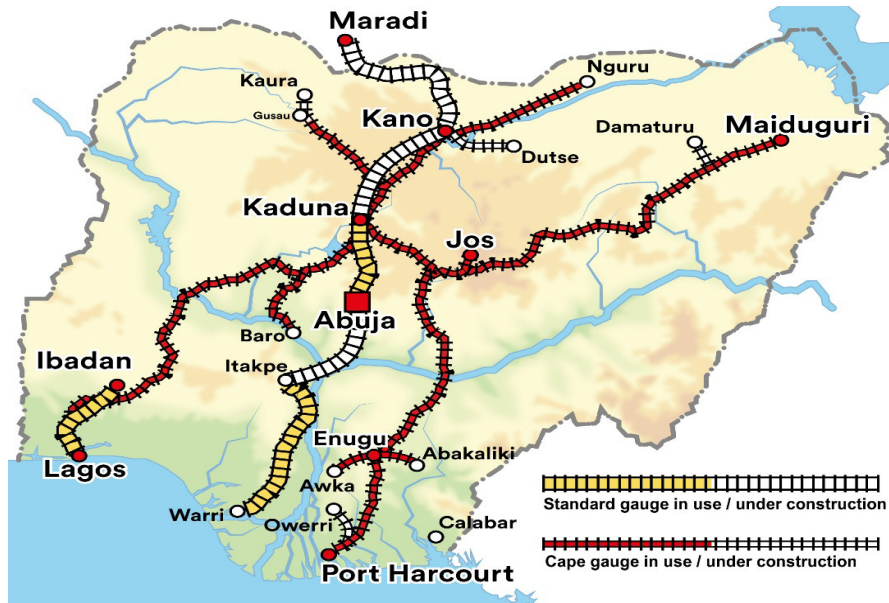 Maradi
Kaura
Gusau
Nguru
Kano
Damaturu
Maiduguri
Dutse
Kaduna
Jos
Abuja
Baro
Ibadan
Itakpe
Enugu
Abakaliki
Lagos
Awka
Warri
Owerri
Calabar
Port Harcourt
Standard gauge in use / under construction
Cape gauge in use / under construction